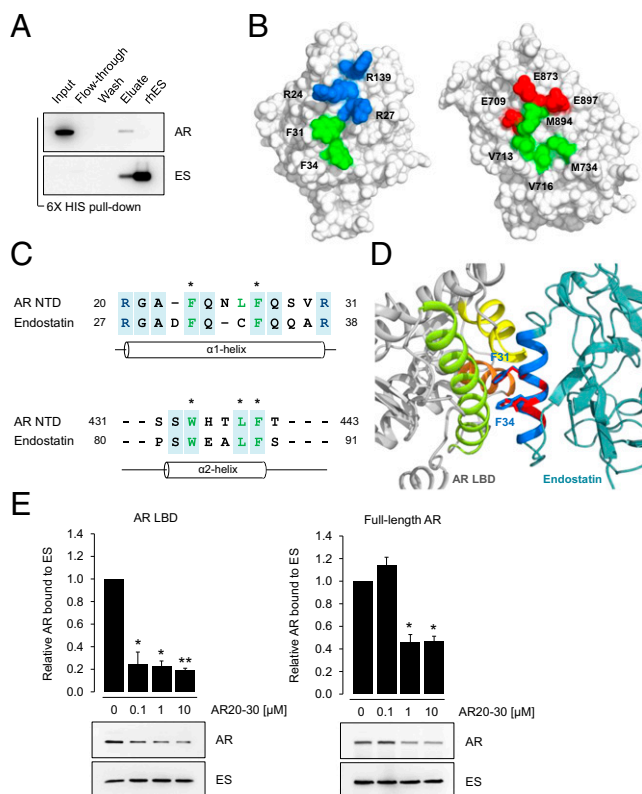 A
Input
Flow-through
Wash
Eluate
rhES
AR
ES
6X HIS pull-down
B
R139
R24
R27
F31
F34
E873
E709
E897
M894
V713
M734
V716
C
* *
AR NTD 20 R G A - F Q N L F Q S V R 31
Endostatin 27 R G A D F Q - C F Q Q A R 38
α1-helix
* * *
AR NTD 431 - - S S W H T L F T - - - 443
Endostatin 80 - - P S W E A L F S - - - 91
α2-helix
D
F31
F34
AR LBD
Endostatin
E
AR LBD
Relative AR bound to ES
1.4
1.2
1.0
0.8
0.6
0.4
0.2
0.0
* * **
0 0.1 1 10
AR20-30 [µM]
AR
ES
Full-length AR
Relative AR bound to ES
1.4
1.2
1.0
0.8
0.6
0.4
0.2
0.0
* *
0 0.1 1 10
AR
ES